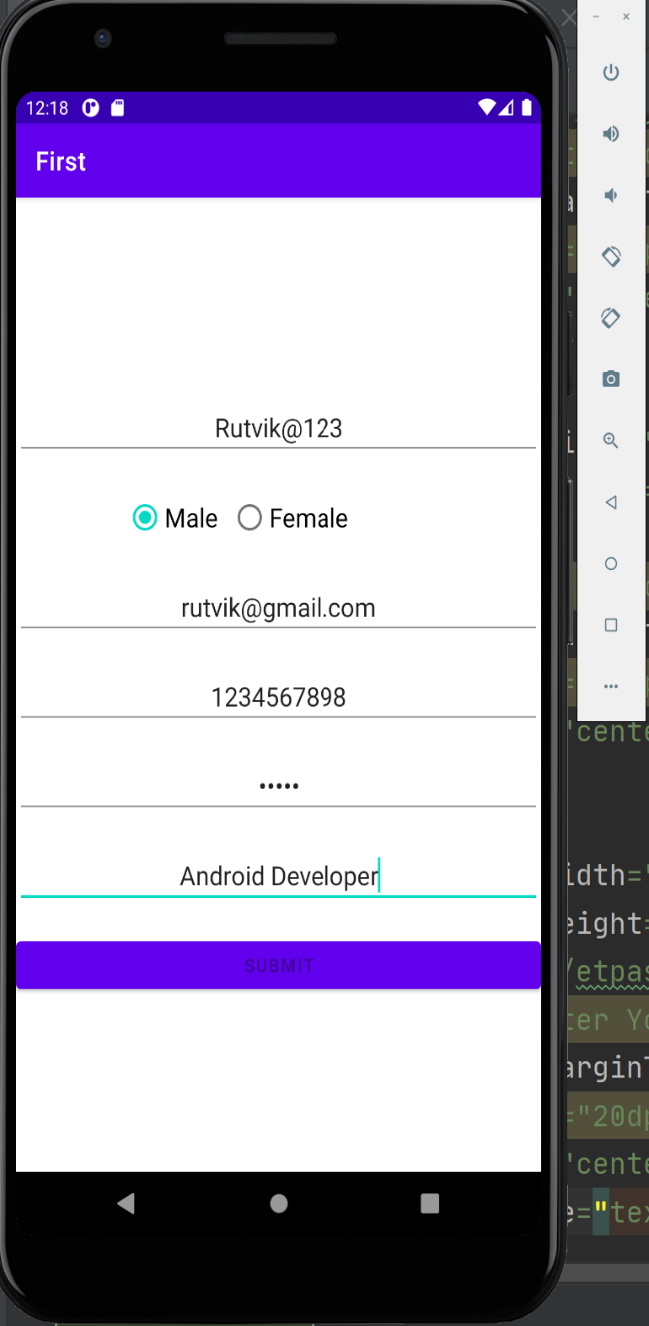 12:18
First
Rutvik@123
Male Female
rutvik@gmail.com
1234567898
•••••
Android Developer
SUBMIT
'cente
idth="
eight=
/etpas
ter Yo
arginT
="20dp
'cente
e="tex